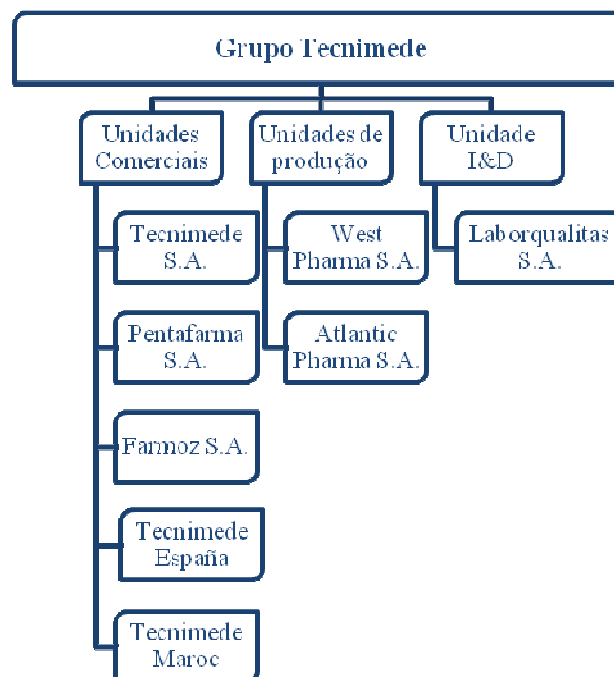 Grupo Tecnimede
Unidades
Comerciais
Tecnimede
S.A.
Pentafarma
S.A.
Farmoz S.A.
Tecnimede
España
Tecnimede
Maroc
Unidades de
produção
West
Pharma S.A.
Atlantic
Pharma S.A.
Unidade
I&D
Laborqualitas
S.A.